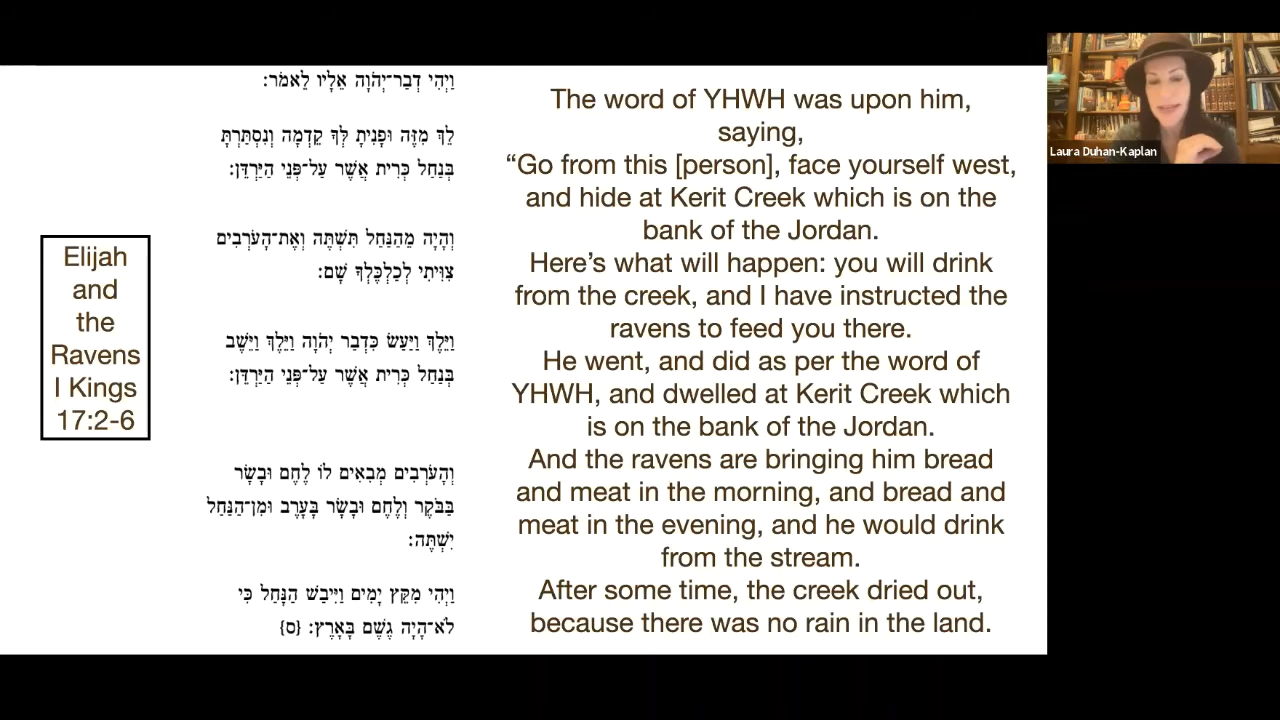 Elijah
and
the
Ravens
I Kings
17:2-6
וַיְהִי דְבַר־יְהֹוָה אֵלָיו לֵאמֹר׃
לֵךְ מִזֶּה וּפָנִיתָ לְּךָ קֵדְמָה וְנִסְתַּרְתָּ
בְּנַחַל כְּרִית אֲשֶׁר עַל־פְּנֵי הַיַּרְדֵּן׃
וְהָיָה מֵהַנַּחַל תִּשְׁתֶּה וְאֶת־הָעֹרְבִים
צִוִּיתִי לְכַלְכֶּלְךָ שָׁם׃
וַיֵּלֶךְ וַיַּעַשׂ כִּדְבַר יְהֹוָה וַיֵּלֶךְ וַיֵּשֶׁב
בְּנַחַל כְּרִית אֲשֶׁר עַל־פְּנֵי הַיַּרְדֵּן׃
וְהָעֹרְבִים מְבִאִים לוֹ לֶחֶם וּבָשָׂר
בַּבֹּקֶר וְלֶחֶם וּבָשָׂר בָּעָרֶב וּמִן־הַנַּחַל
יִשְׁתֶּה׃
וַיְהִי מִקֵּץ יָמִים וַיִּיבַשׁ הַנָּחַל כִּי
לֹא־הָיָה גֶשֶׁם בָּאָרֶץ׃ {ס}
The word of YHWH was upon him,
saying,
“Go from this [person], face yourself west,
and hide at Kerit Creek which is on the
bank of the Jordan.
Here’s what will happen: you will drink
from the creek, and I have instructed the
ravens to feed you there.
He went, and did as per the word of
YHWH, and dwelled at Kerit Creek which
is on the bank of the Jordan.
And the ravens are bringing him bread
and meat in the morning, and bread and
meat in the evening, and he would drink
from the stream.
After some time, the creek dried out,
because there was no rain in the land.
Laura Duhan-Kaplan